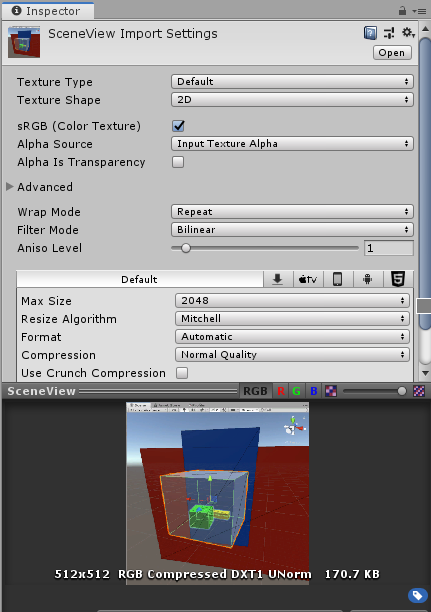 Inspector
SceneView Import Settings
Open
Texture Type Default
Texture Shape 2D
sRGB (Color Texture)
Alpha Source Input Texture Alpha
Alpha Is Transparency
Advanced
Wrap Mode Repeat
Filter Mode Bilinear
Aniso Level 1
Default tv 5
Max Size 2048
Resize Algorithm Mitchell
Format Automatic
Compression Normal Quality
Use Crunch Compression
SceneView RGB R G B
512x512 RGB Compressed DXT1 UNorm 170.7 KB